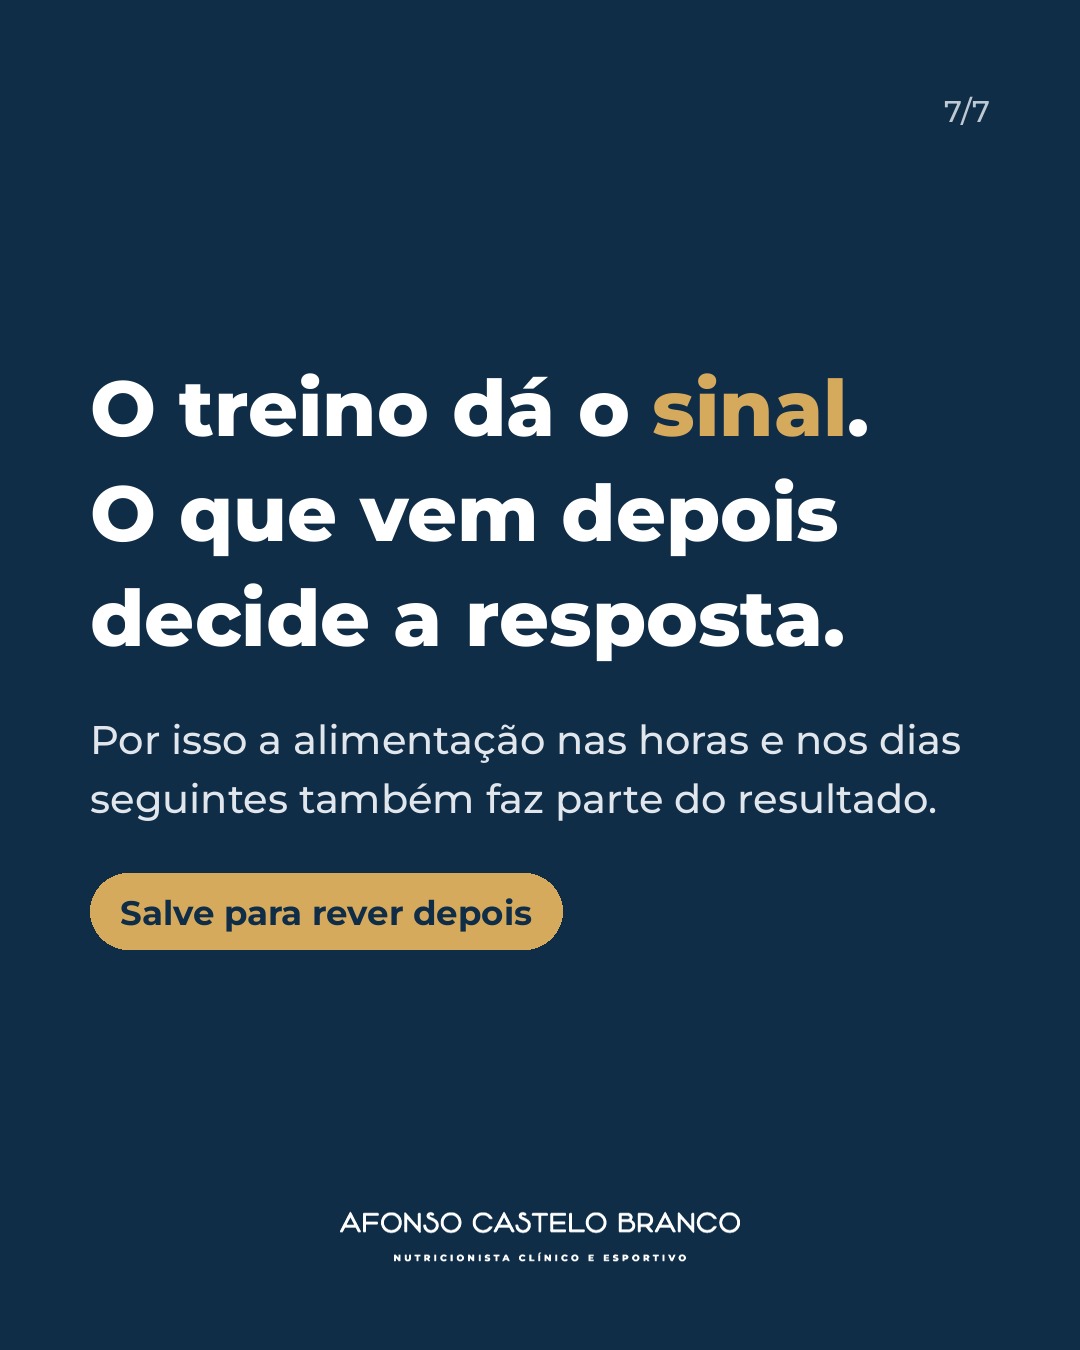 7/7
O treino dá o sinal.
O que vem depois
decide a resposta.
Por isso a alimentação nas horas e nos dias
seguintes também faz parte do resultado.
Salve para rever depois
AFONSO CASTELO BRANCO
NUTRICIONISTA CLÍNICO E ESPORTIVO